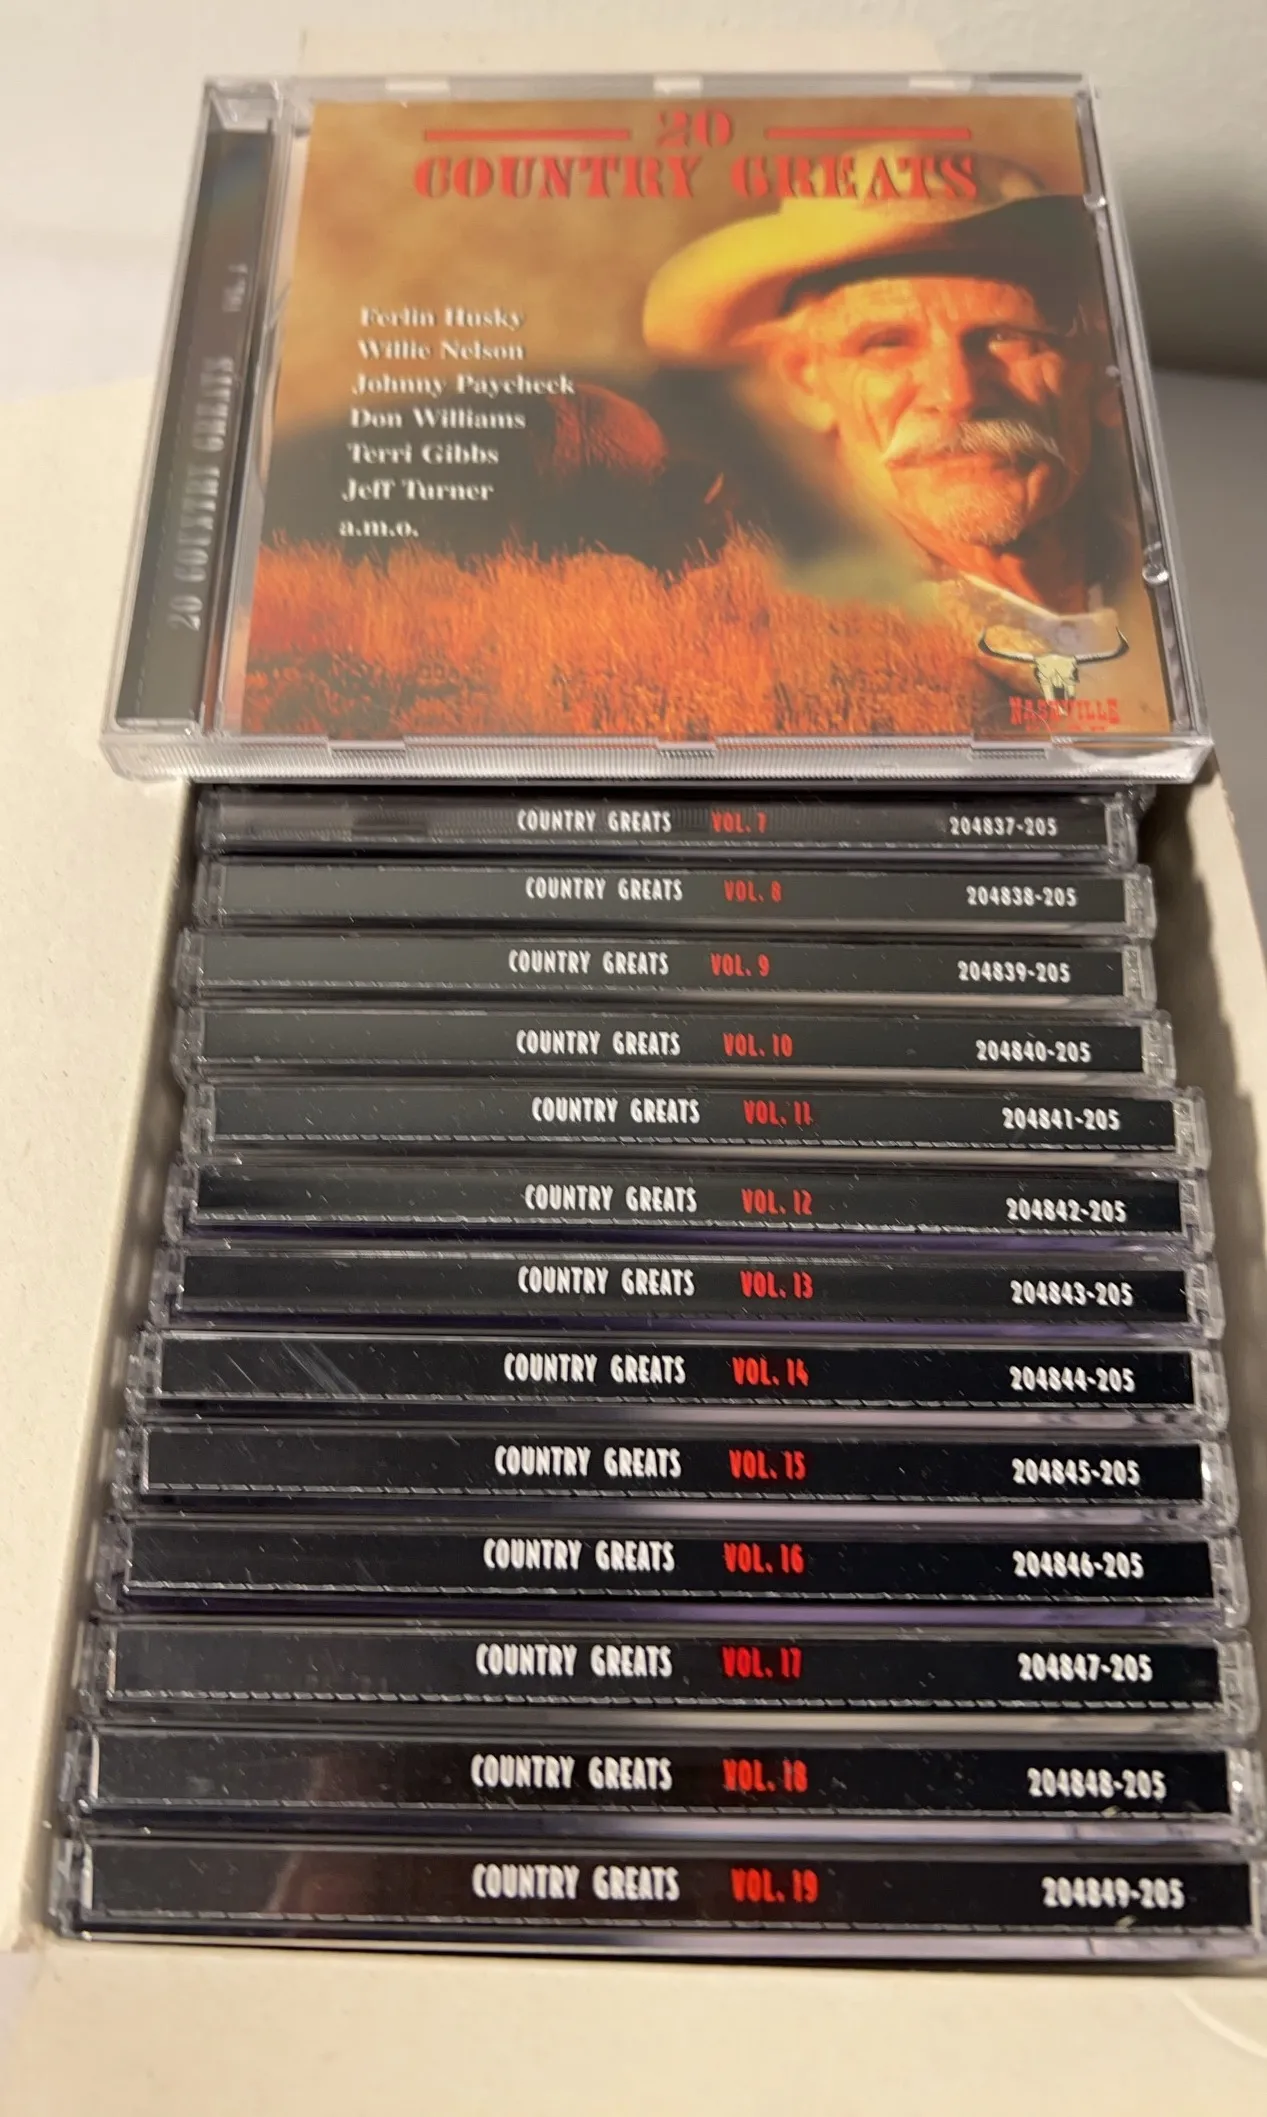 20
COUNTRY GREATS
Ferlin Husky
Willie Nelson
Johnny Paycheck
Don Williams
Terri Gibbs
Jeff Turner
a.m.o.
NASHVILLE
20 COUNTRY GREATS VOL.
COUNTRY GREATS VOL. 7 204837-205
COUNTRY GREATS VOL. 8 204838-205
COUNTRY GREATS VOL. 9 204839-205
COUNTRY GREATS VOL. 10 204840-205
COUNTRY GREATS VOL. 11 204841-205
COUNTRY GREATS VOL. 12 204842-205
COUNTRY GREATS VOL. 13 204843-205
COUNTRY GREATS VOL. 14 204844-205
COUNTRY GREATS VOL. 15 204845-205
COUNTRY GREATS VOL. 16 204846-205
COUNTRY GREATS VOL. 17 204847-205
COUNTRY GREATS VOL. 18 204848-205
COUNTRY GREATS VOL. 19 204849-205